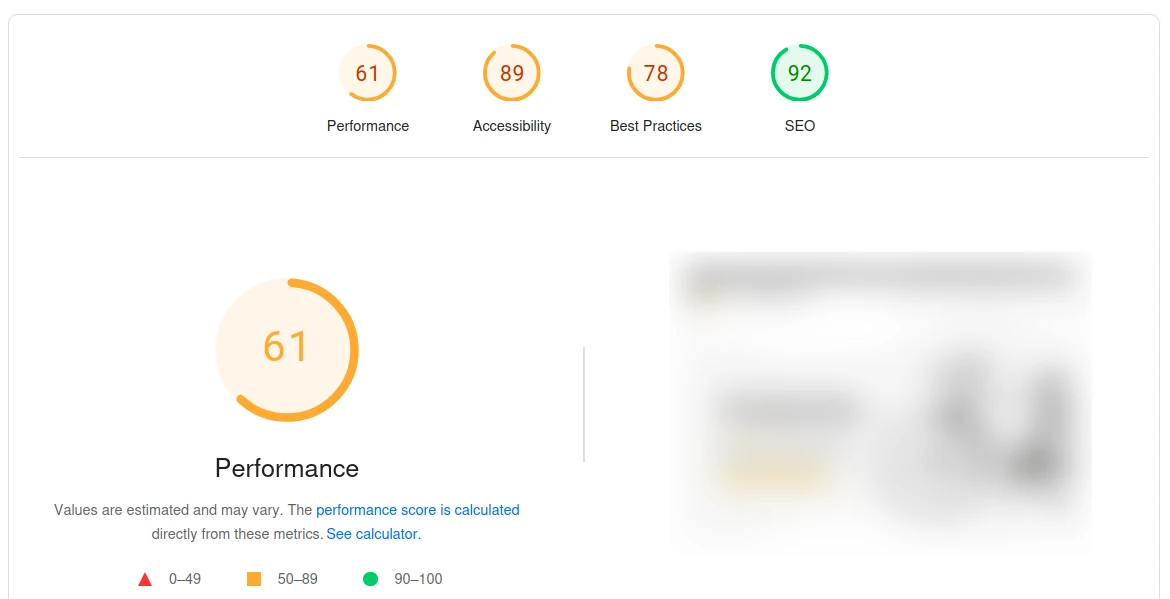 61 89 78 92
Performance Accessibility Best Practices SEO
61
Performance
Values are estimated and may vary. The performance score is calculated
directly from these metrics. See calculator.
0–49 50–89 90–100